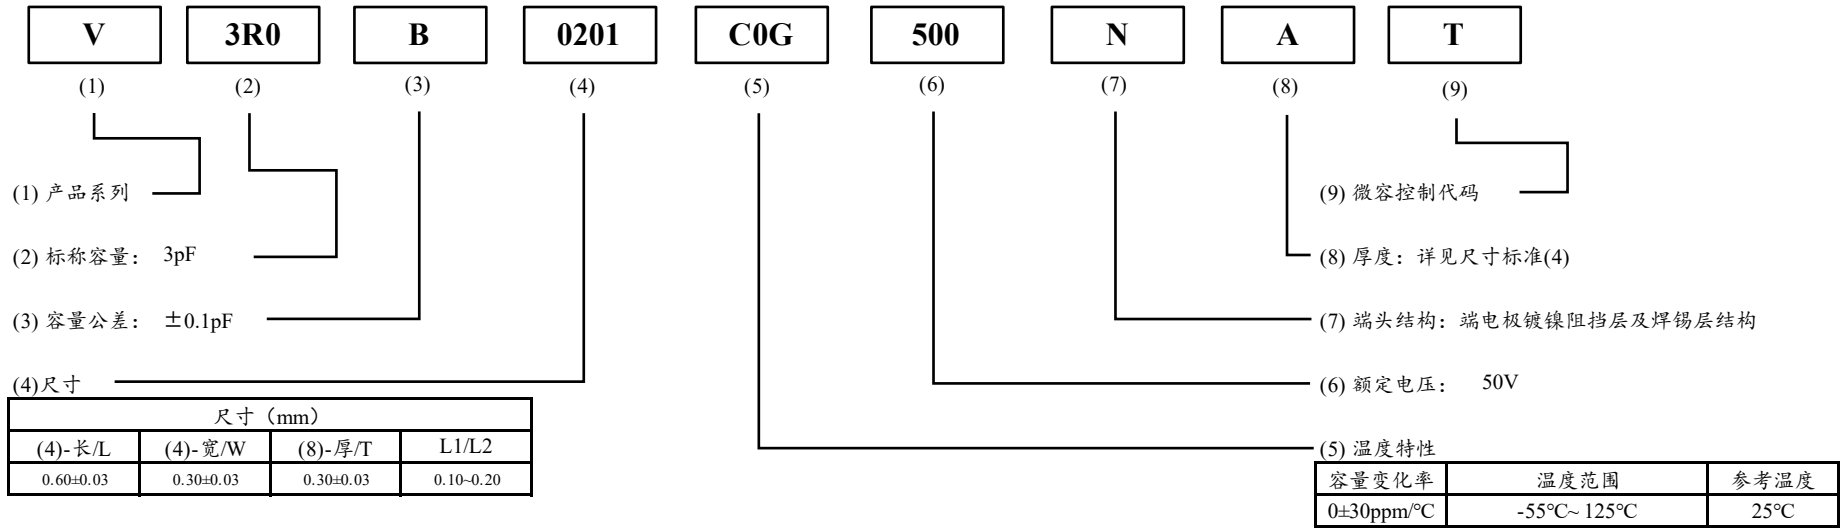 V 3R0 B 0201 C0G 500 N A T
(1) (2) (3) (4) (5) (6) (7) (8) (9)
(1) 产品系列
(9) 微容控制代码
(2) 标称容量： 3pF
(8) 厚度：详见尺寸标准(4)
(3) 容量公差： ±0.1pF
(7) 端头结构：端电极镀镍阻挡层及焊锡层结构
(4)尺寸
(6) 额定电压： 50V
尺寸（mm）
(4)-长/L (4)-宽/W (8)-厚/T L1/L2
0.60±0.03 0.30±0.03 0.30±0.03 0.10~0.20
(5) 温度特性
容量变化率 温度范围 参考温度
0±30ppm/°C -55°C~ 125°C 25°C